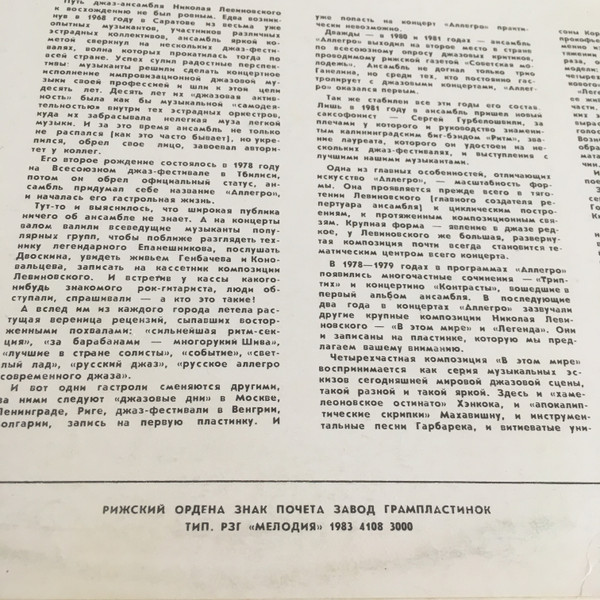 Путь джаз-ансамбля Николая Левиновского
к восхождению не был ровным. Едва возник-
нув в 1968 году в Саратове из весьма уже
опытных музыкантов, участников различных
эстрадных коллективов, ансамбль яркой ко-
метой сверкнул на нескольких джаз-фести-
валях, волна которых прокатилась тогда по
всей стране. Успех сулил радостные перспек-
тивы: музыканты решили сделать концертное
исполнение импровизационной джазовой му-
зыки своей профессией и шли к этой цели
десять лет. Десять лет их «джазовая актив-
ность» была как бы музыкальной «самодея-
тельностью» внутри тех эстрадных оркестров,
куда их забрасывала нелегкая муза легкой
музыки. И за это время ансамбль не только
не распался (как это часто бывает), но укре-
пился, обрел свое лицо, завоевал автори-
тет у коллег.
Его второе рождение состоялось в 1978 году
на Всесоюзном джаз-фестивале в Тбилиси,
потом он обрел официальный статус, ан-
самбль придумал себе название «Аллегро»,
и началась его гастрольная жизнь.
Тут-то и выяснилось, что широкая публика
ничего об ансамбле не знает. А на концерты
валом валили всеведущие музыканты попу-
лярных групп, чтобы поближе разглядеть тех-
нику легендарного Епанешникова, послушать
Двоскина, увидеть живьем Генбачева и Коно-
вальцева, записать на кассетники композиции
Левиновского. И встретив у кассы какого-
нибудь знакомого рок-гитариста, люди об-
ступали, спрашивали — а кто это такие!
А вслед им из каждого города летела рас-
тущая вереница рецензий, сыпавших востор-
женными похвалами: «сильнейшая ритм-сек-
ция», «за барабанами — многорукий Шива»,
«лучшие в стране солисты», «событие», «свет-
лый лад», «русский джаз», «русское аллегро
современного джаза».
И вот одни гастроли сменяются другими,
за ними следуют «джазовые дни» в Москве,
Ленинграде, Риге, джаз-фестивали в Венгрии,
Болгарии, запись на первую пластинку. И
уже попасть на концерт «Аллегро» практи-
чески невозможно.
Дважды — в 1980 и 1981 годах — ансамбль
«Аллегро» выходил на второе место в стране
по всесоюзному опросу джазовых знатоков,
проводимому рижской газетой «Советская мо-
лодежь». Ансамбль не догнал только трио
Ганелина, но среди тех, кто постоянно гас-
тролирует с джазовыми концертами, «Аллег-
ро» оказался первым.
Так же стабилен все эти годы его состав.
Лишь в 1981 году в ансамбль пришел новый
саксофонист — Сергей Гурбелошвили, за
плечами у которого и руководство знамени-
тым калининградским биг-бэндом «Ритм», зва-
ние лауреата, которого он удостоен на не-
скольких джаз-фестивалях, и выступления с
лучшими нашими музыкантами.
Одна из главных особенностей, отличающих
искусство «Аллегро», — масштабность фор-
мы. Она проявляется прежде всего в тяго-
тении Левиновского (главного создателя ре-
пертуара ансамбля) к циклическим построе-
ниям, к протяженным композиционным свя-
зям. Крупная форма — явление в джазе ред-
кое, у Левиновского же большая, разверну-
тая композиция почти всегда становится те-
матическим центром всего концерта.
В 1978—1979 годах в программах «Аллегро»
появились многочастные сочинения — «Трип-
тих» и концертино «Контрасты», вошедшие в
первый альбом ансамбля. В последующие
два года в концертах «Аллегро» зазвучали
другие крупные композиции Николая Леви-
новского — «В этом мире» и «Легенда». Они
и записаны на пластинке, которую мы пред-
лагаем вашему вниманию.
Четырехчастная композиция «В этом мире»
воспринимается как серия музыкальных эс-
кизов сегодняшней мировой джазовой сцены,
такой разной и такой яркой. Здесь и «хаме-
леоновское остинато» Хэнкока, и «апокалип-
тические скрипки» Махавишну, и инструмен-
тальные песни Гарбарека, и витиеватые уни-
РИЖСКИЙ ОРДЕНА ЗНАК ПОЧЕТА ЗАВОД ГРАМПЛАСТИНОК
ТИП. РЗГ «МЕЛОДИЯ» 1983 4108 3000